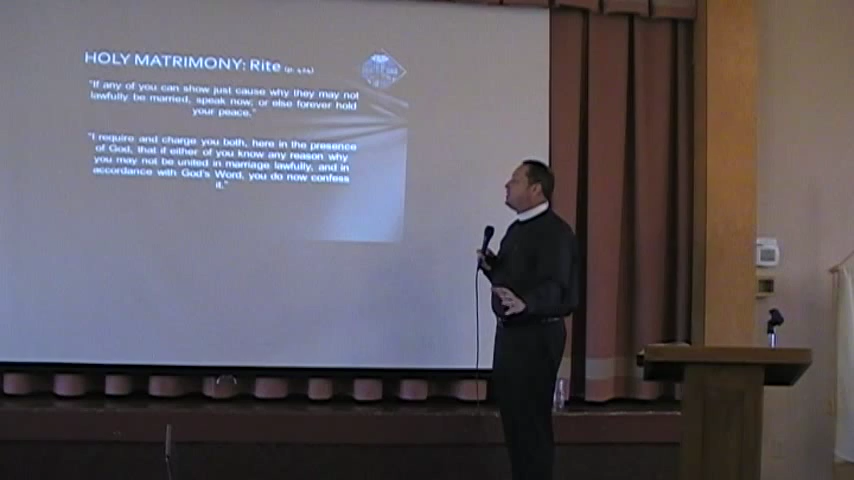 HOLY MATRIMONY: Rite
"If any of you can show just cause why they may not
lawfully be married, speak now; or else forever hold
your peace."
"I require and charge you both, here in the presence
of God, that if either of you know any reason why
you may not be united in marriage lawfully, and in
accordance with God's Word, you do now confess
it."